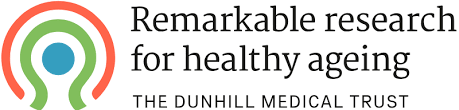 Remarkable research
for healthy ageing
THE DUNHILL MEDICAL TRUST